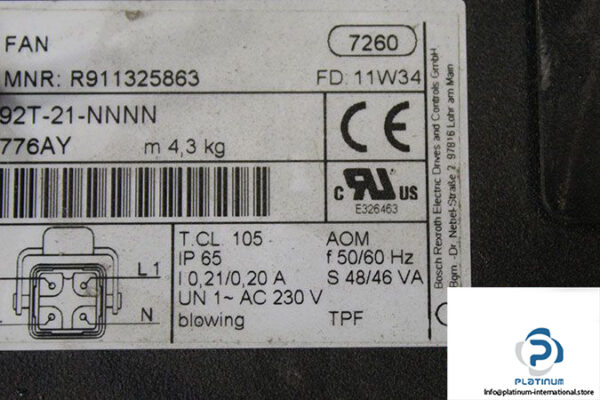 FAN
7260
MNR: R911325863
FD: 11W34
92T-21-NNNN
776AY
m 4,3 kg
CE
c RU US
E326463
L1
N
T.CL. 105
AOM
IP 65
f 50/60 Hz
I 0,21/0,20 A
S 48/46 VA
UN 1~ AC 230 V
blowing
TPF
Bosch Rexroth Electric Drives and Controls GmbH
Bgm.-Dr. Nebel-Straße 2, 97816 Lohr am Main
PLATINUM
Info@platinum-international.store